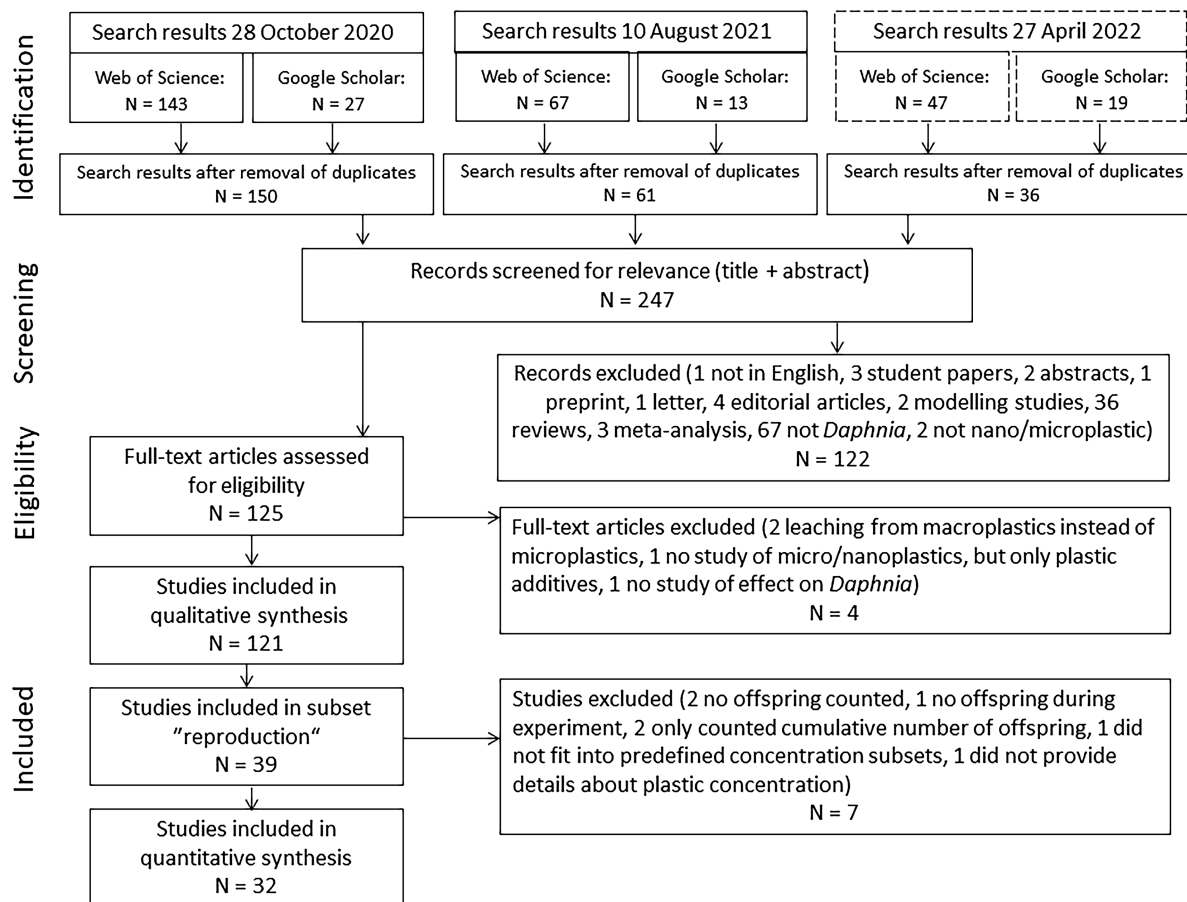 Identification
Search results 28 October 2020
Web of Science:
N = 143
Google Scholar:
N = 27
Search results after removal of duplicates
N = 150
Search results 10 August 2021
Web of Science:
N = 67
Google Scholar:
N = 13
Search results after removal of duplicates
N = 61
Search results 27 April 2022
Web of Science:
N = 47
Google Scholar:
N = 19
Search results after removal of duplicates
N = 36
Screening
Records screened for relevance (title + abstract)
N = 247
Records excluded (1 not in English, 3 student papers, 2 abstracts, 1
preprint, 1 letter, 4 editorial articles, 2 modelling studies, 36
reviews, 3 meta-analysis, 67 not Daphnia, 2 not nano/microplastic)
N = 122
Eligibility
Full-text articles assessed
for eligibility
N = 125
Full-text articles excluded (2 leaching from macroplastics instead of
microplastics, 1 no study of micro/nanoplastics, but only plastic
additives, 1 no study of effect on Daphnia)
N = 4
Studies included in
qualitative synthesis
N = 121
Included
Studies included in subset
”reproduction“
N = 39
Studies excluded (2 no offspring counted, 1 no offspring during
experiment, 2 only counted cumulative number of offspring, 1 did
not fit into predefined concentration subsets, 1 did not provide
details about plastic concentration)
N = 7
Studies included in
quantitative synthesis
N = 32